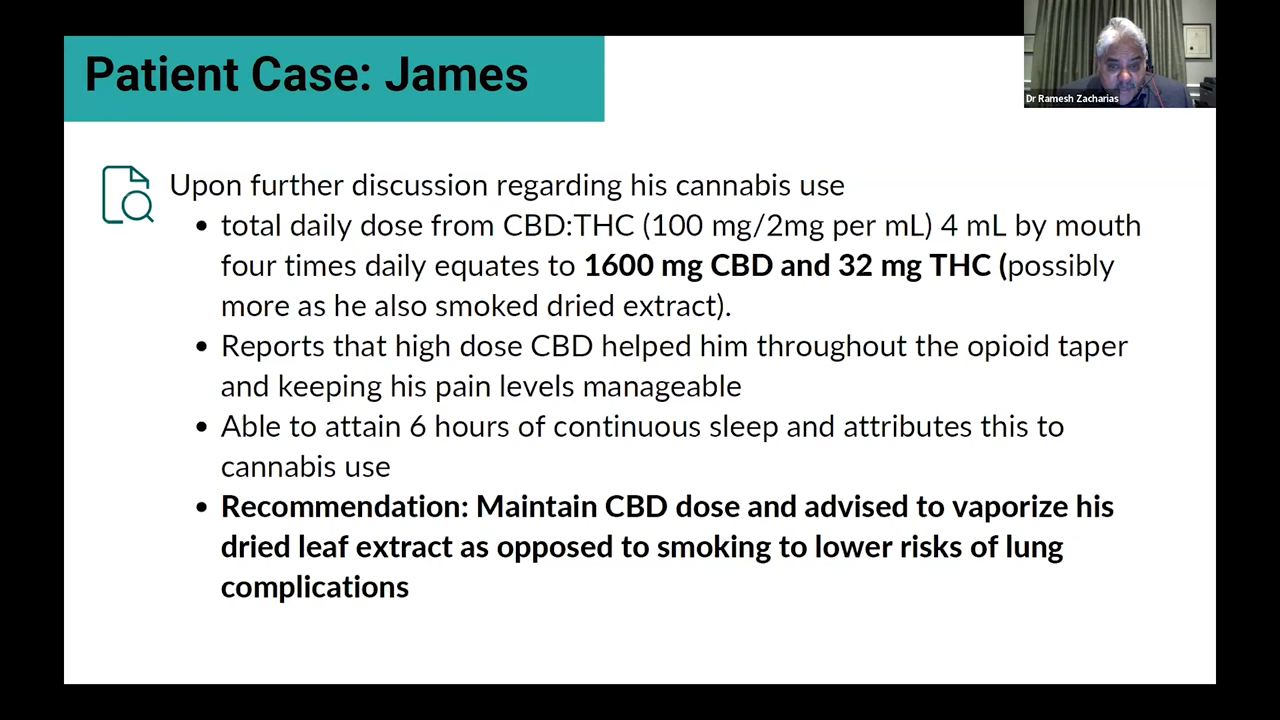 Patient Case: James
Dr Ramesh Zacharias
Upon further discussion regarding his cannabis use
• total daily dose from CBD:THC (100 mg/2mg per mL) 4 mL by mouth
four times daily equates to 1600 mg CBD and 32 mg THC (possibly
more as he also smoked dried extract).
• Reports that high dose CBD helped him throughout the opioid taper
and keeping his pain levels manageable
• Able to attain 6 hours of continuous sleep and attributes this to
cannabis use
• Recommendation: Maintain CBD dose and advised to vaporize his
dried leaf extract as opposed to smoking to lower risks of lung
complications